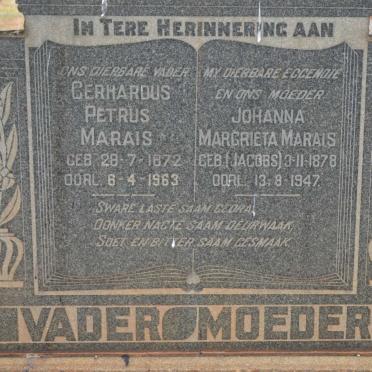 IN TERE HERINNERING AAN
ONS DIERBARE VADER
GERHARDUS
PETRUS
MARAIS
GEB. 28-7-1872
OORL. 6-4-1963
MY DIERBARE EGGENOTE
EN ONS MOEDER
JOHANNA
MARGRIETA MARAIS
GEB. (JACOBS) 3-11-1878
OORL. 13-8-1947
SWARE LASTE SAAM GEDRA,
DONKER NAGTE SAAM DEURWAAK,
SOET EN BITTER SAAM GESMAAK.
VADER MOEDER